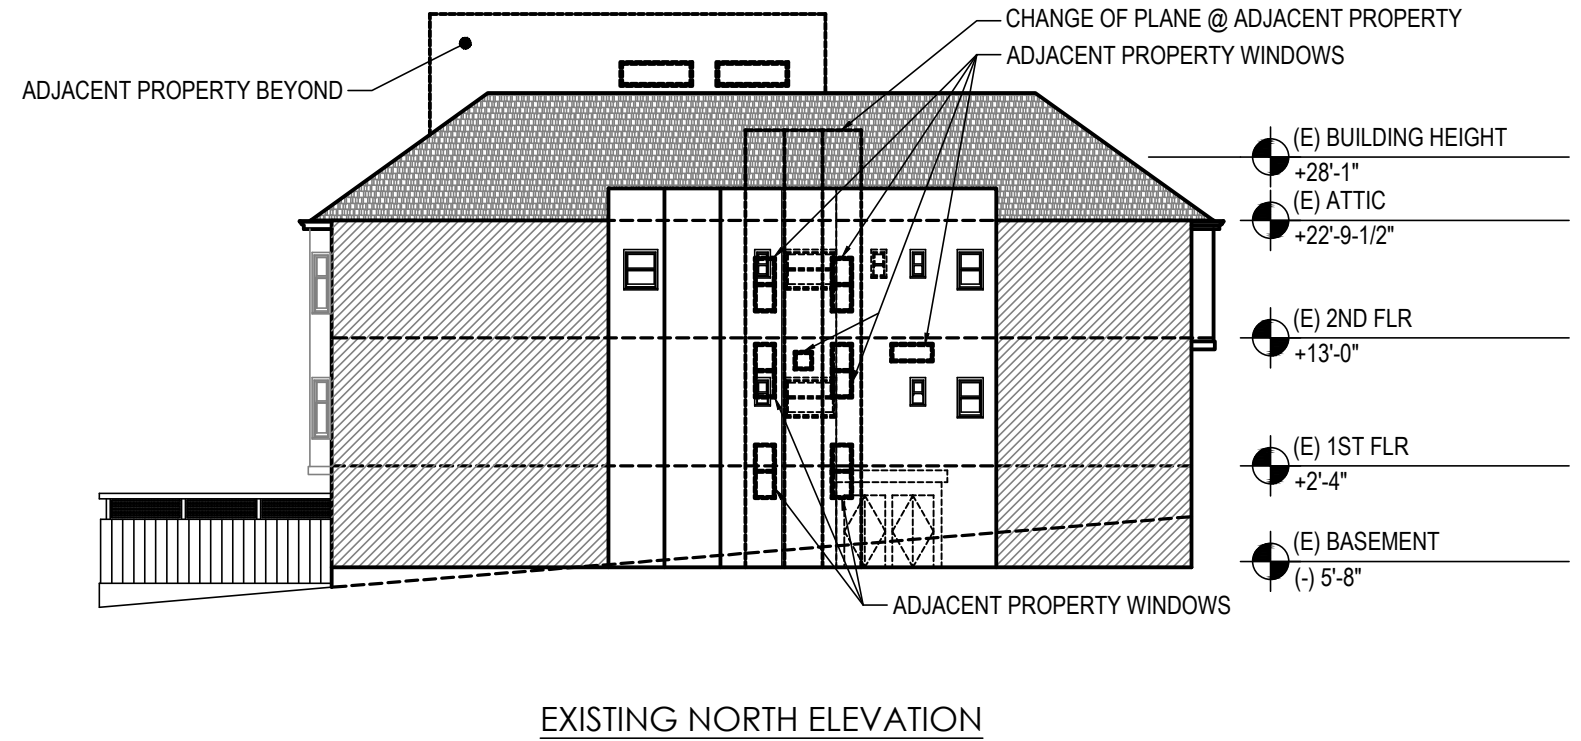 CHANGE OF PLANE @ ADJACENT PROPERTY
ADJACENT PROPERTY WINDOWS
ADJACENT PROPERTY BEYOND
(E) BUILDING HEIGHT
+28'-1"
(E) ATTIC
+22'-9-1/2"
(E) 2ND FLR
+13'-0"
(E) 1ST FLR
+2'-4"
(E) BASEMENT
(-) 5'-8"
ADJACENT PROPERTY WINDOWS
EXISTING NORTH ELEVATION